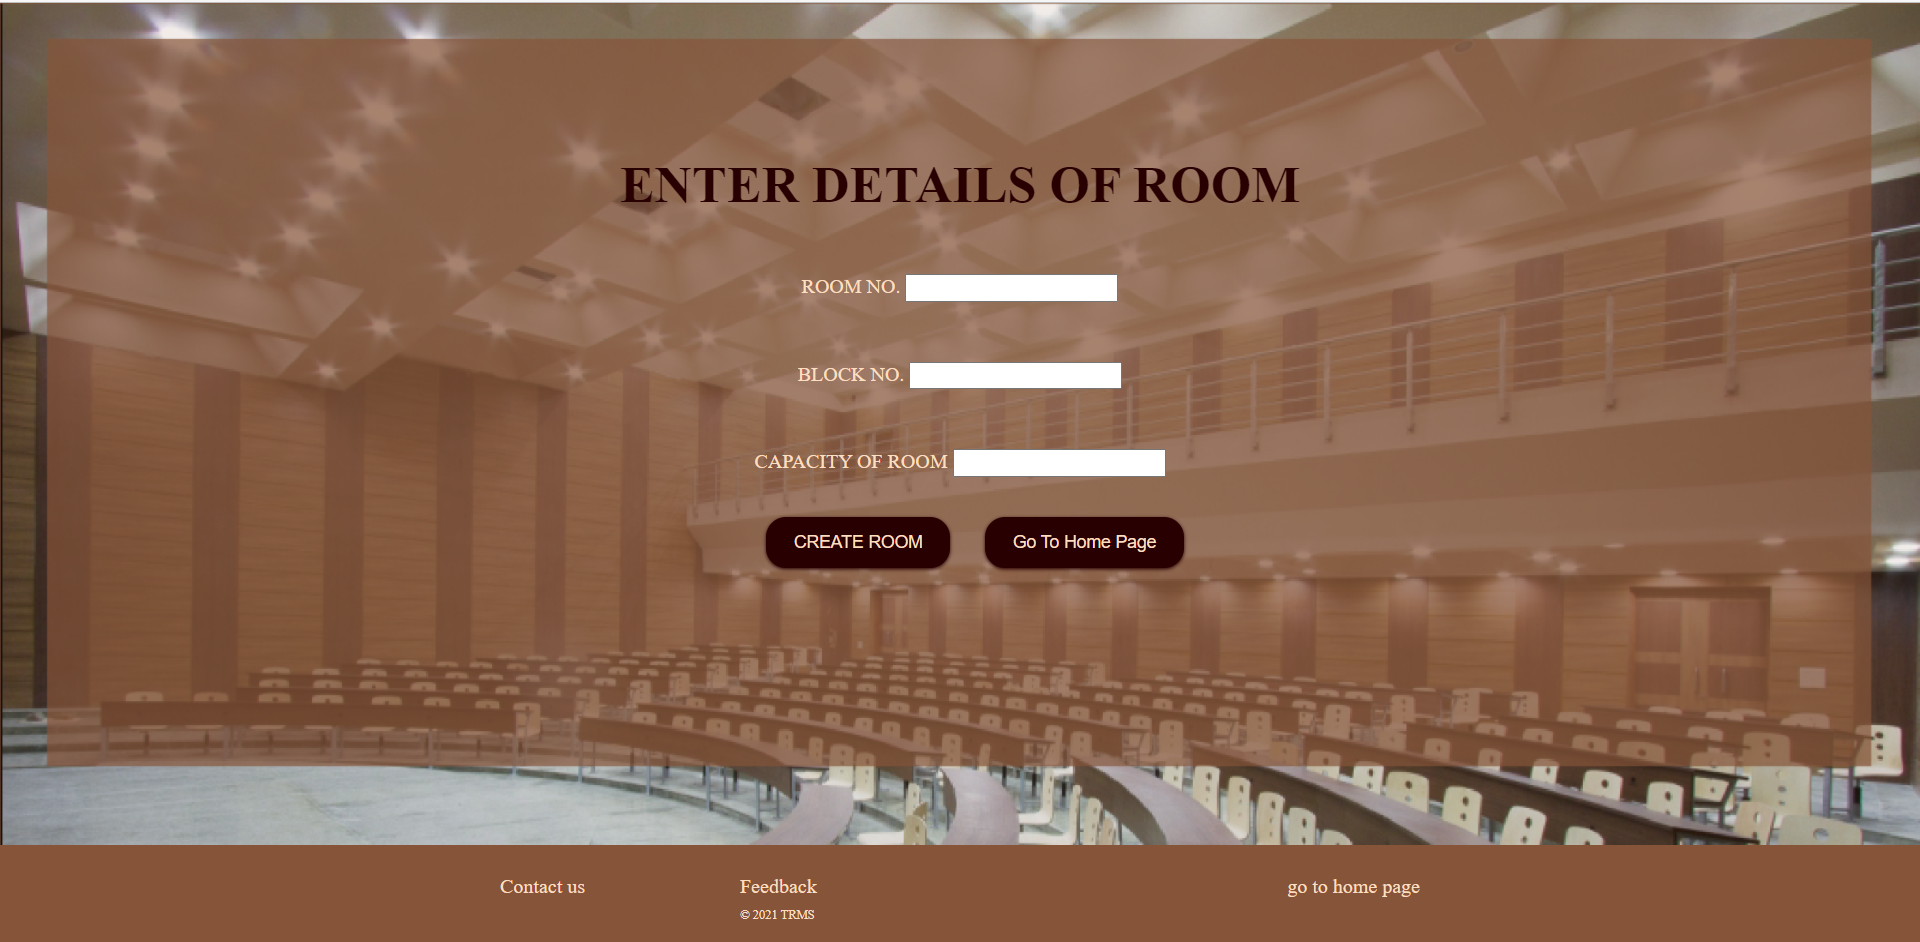 ENTER DETAILS OF ROOM
ROOM NO.
BLOCK NO.
CAPACITY OF ROOM
CREATE ROOM Go To Home Page
Contact us Feedback go to home page
© 2021 TRMS